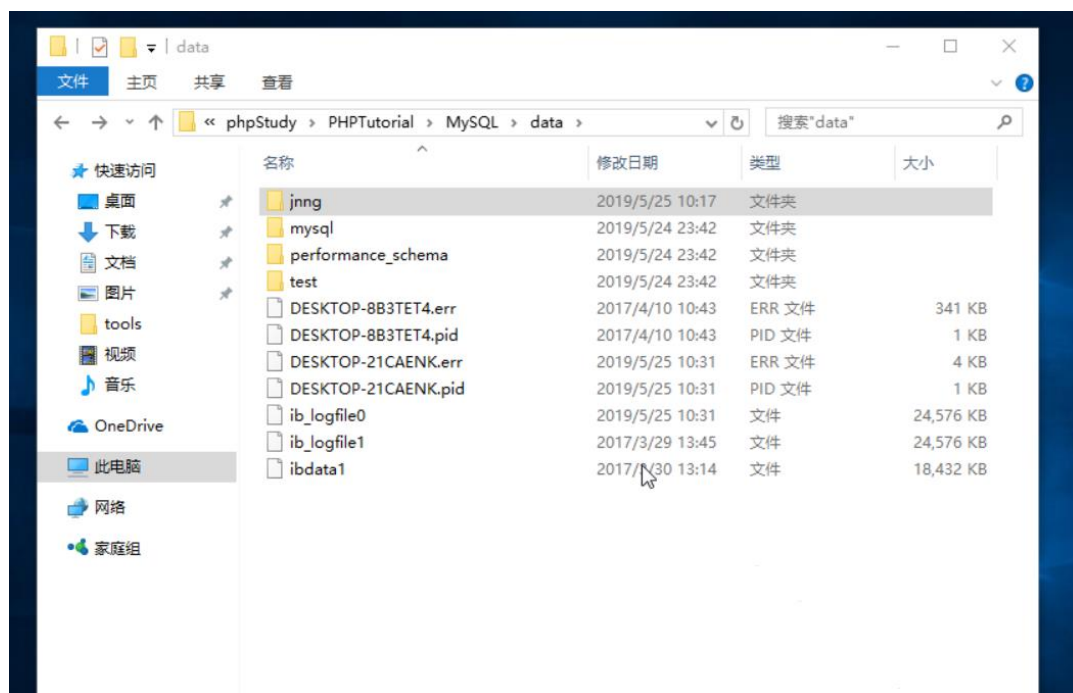 data
文件 主页 共享 查看
« phpStudy › PHPTutorial › MySQL › data › 搜索"data"
快速访问
桌面
下载
文档
图片
tools
视频
音乐
OneDrive
此电脑
网络
家庭组
名称 修改日期 类型 大小
jnng 2019/5/25 10:17 文件夹
mysql 2019/5/24 23:42 文件夹
performance_schema 2019/5/24 23:42 文件夹
test 2019/5/24 23:42 文件夹
DESKTOP-8B3TET4.err 2017/4/10 10:43 ERR 文件 341 KB
DESKTOP-8B3TET4.pid 2017/4/10 10:43 PID 文件 1 KB
DESKTOP-21CAENK.err 2019/5/25 10:31 ERR 文件 4 KB
DESKTOP-21CAENK.pid 2019/5/25 10:31 PID 文件 1 KB
ib_logfile0 2019/5/25 10:31 文件 24,576 KB
ib_logfile1 2017/3/29 13:45 文件 24,576 KB
ibdata1 13:14 文件 18,432 KB